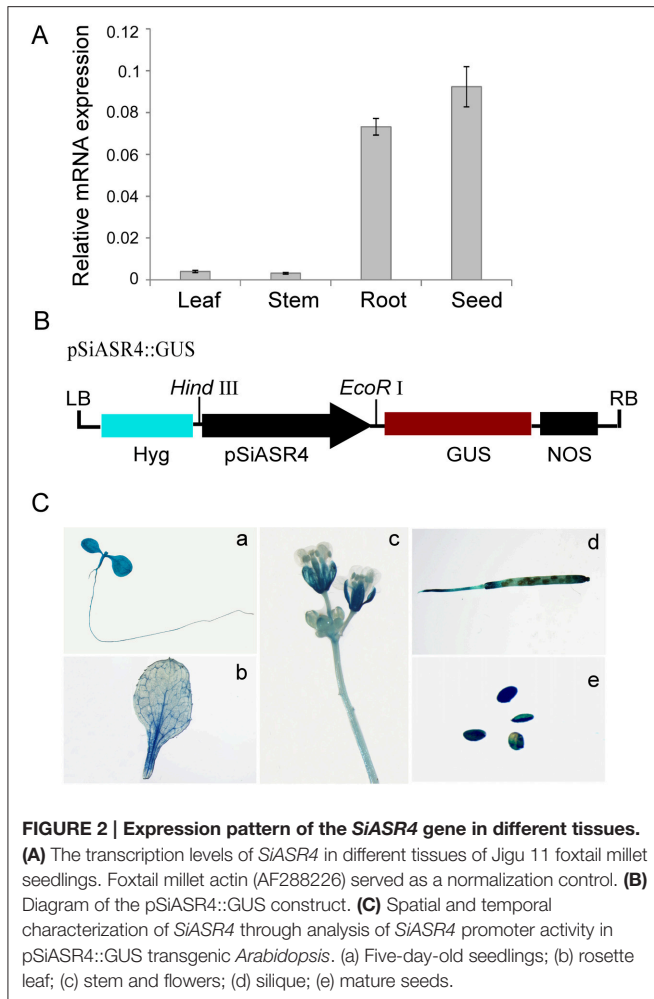 A
Relative mRNA expression
0.12
0.1
0.08
0.06
0.04
0.02
0
Leaf Stem Root Seed
B
pSiASR4::GUS
LB Hind III EcoR I RB
Hyg pSiASR4 GUS NOS
C
a
b
c
d
e
FIGURE 2 | Expression pattern of the SiASR4 gene in different tissues.
(A) The transcription levels of SiASR4 in different tissues of Jigu 11 foxtail millet
seedlings. Foxtail millet actin (AF288226) served as a normalization control. (B)
Diagram of the pSiASR4::GUS construct. (C) Spatial and temporal
characterization of SiASR4 through analysis of SiASR4 promoter activity in
pSiASR4::GUS transgenic Arabidopsis. (a) Five-day-old seedlings; (b) rosette
leaf; (c) stem and flowers; (d) silique; (e) mature seeds.